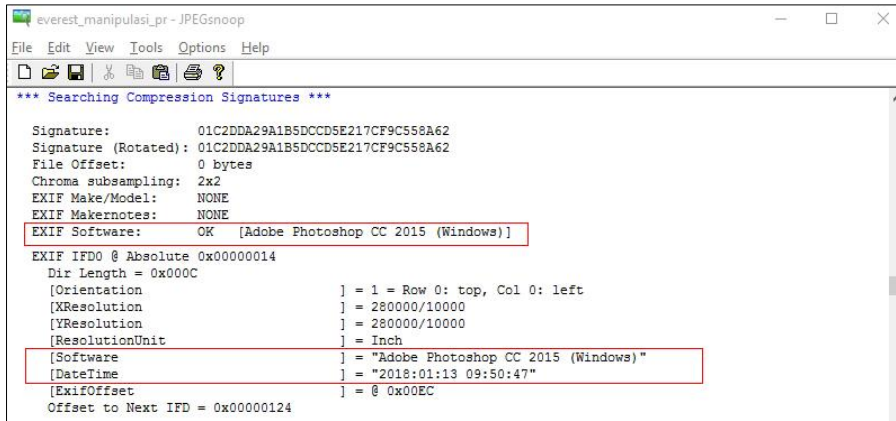 everest_manipulasi_pr - JPEGsnoop
File Edit View Tools Options Help
*** Searching Compression Signatures ***
Signature: 01C2DDA29A1B5DCCD5E217CF9C558A62
Signature (Rotated): 01C2DDA29A1B5DCCD5E217CF9C558A62
File Offset: 0 bytes
Chroma subsampling: 2x2
EXIF Make/Model: NONE
EXIF Makernotes: NONE
EXIF Software: OK [Adobe Photoshop CC 2015 (Windows)]
EXIF IFD0 @ Absolute 0x00000014
Dir Length = 0x000C
[Orientation ] = 1 = Row 0: top, Col 0: left
[XResolution ] = 280000/10000
[YResolution ] = 280000/10000
[ResolutionUnit ] = Inch
[Software ] = "Adobe Photoshop CC 2015 (Windows)"
[DateTime ] = "2018:01:13 09:50:47"
[ExifOffset ] = @ 0x00EC
Offset to Next IFD = 0x00000124